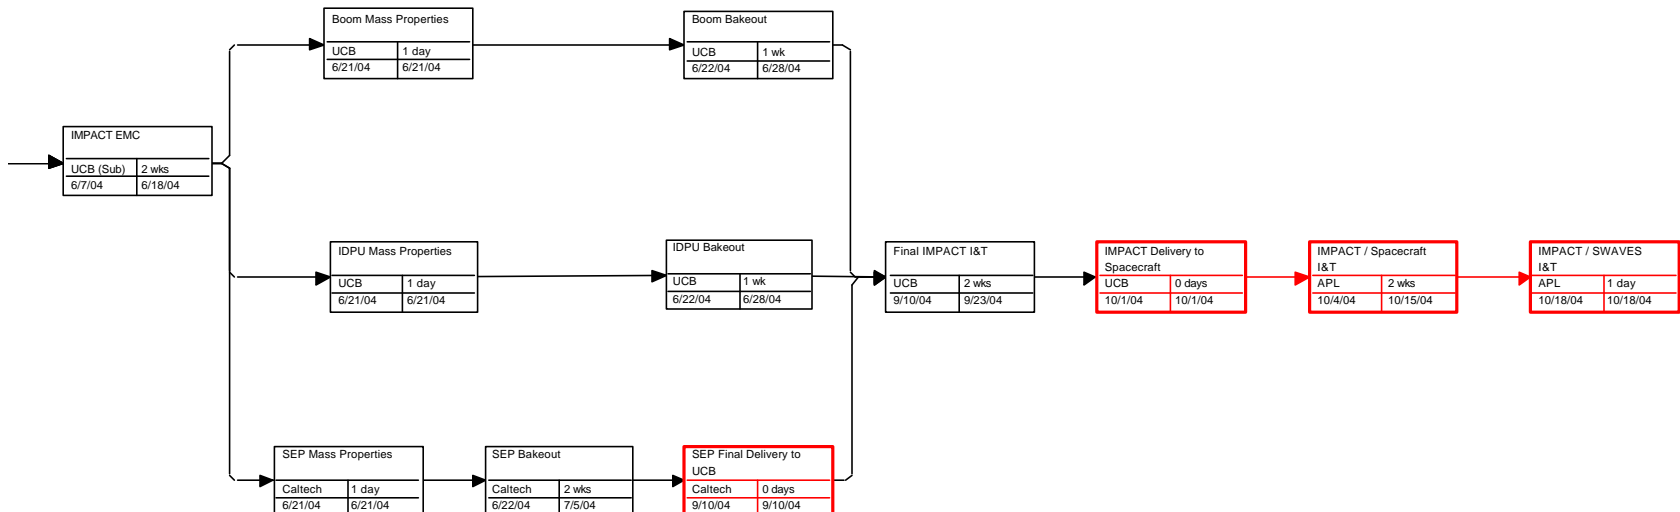 Boom Mass Properties
UCB 1 day
6/21/04 6/21/04
Boom Bakeout
UCB 1 wk
6/22/04 6/28/04
IMPACT EMC
UCB (Sub) 2 wks
6/7/04 6/18/04
IDPU Mass Properties
UCB 1 day
6/21/04 6/21/04
IDPU Bakeout
UCB 1 wk
6/22/04 6/28/04
Final IMPACT I&T
UCB 2 wks
9/10/04 9/23/04
IMPACT Delivery to
Spacecraft
UCB 0 days
10/1/04 10/1/04
IMPACT / Spacecraft
I&T
APL 2 wks
10/4/04 10/15/04
IMPACT / SWAVES
I&T
APL 1 day
10/18/04 10/18/04
SEP Mass Properties
Caltech 1 day
6/21/04 6/21/04
SEP Bakeout
Caltech 2 wks
6/22/04 7/5/04
SEP Final Delivery to
UCB
Caltech 0 days
9/10/04 9/10/04